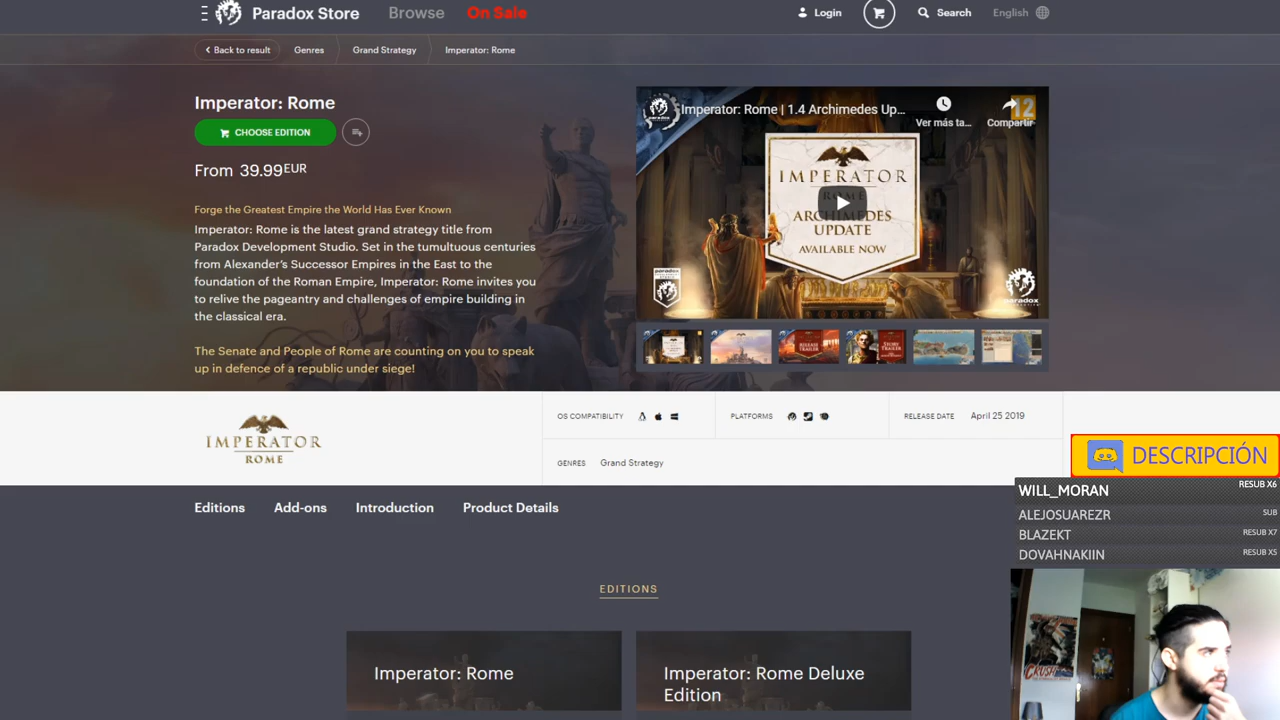 Paradox Store
Browse
On Sale
Login
Search
English
Back to result
Genres
Grand Strategy
Imperator: Rome
Imperator: Rome
CHOOSE EDITION
From 39.99EUR
Forge the Greatest Empire the World Has Ever Known
Imperator: Rome is the latest grand strategy title from
Paradox Development Studio. Set in the tumultuous centuries
from Alexander's Successor Empires in the East to the
foundation of the Roman Empire, Imperator: Rome invites you
to relive the pageantry and challenges of empire building in
the classical era.
The Senate and People of Rome are counting on you to speak
up in defence of a republic under siege!
Imperator: Rome | 1.4 Archimedes Up...
Ver más ta...
Compartir
12
IMPERATOR
ROME
ARCHIMEDES
UPDATE
AVAILABLE NOW
paradox
IMPERATOR
ROME
OS COMPATIBILITY
PLATFORMS
RELEASE DATE
April 25 2019
GENRES
Grand Strategy
DESCRIPCIÓN
WILL_MORAN
RESUB X6
ALEJOSUAREZR
SUB
BLAZEKT
RESUB X7
DOVAHNAKIIN
RESUB X5
Editions
Add-ons
Introduction
Product Details
EDITIONS
Imperator: Rome
Imperator: Rome Deluxe
Edition
CRUSH